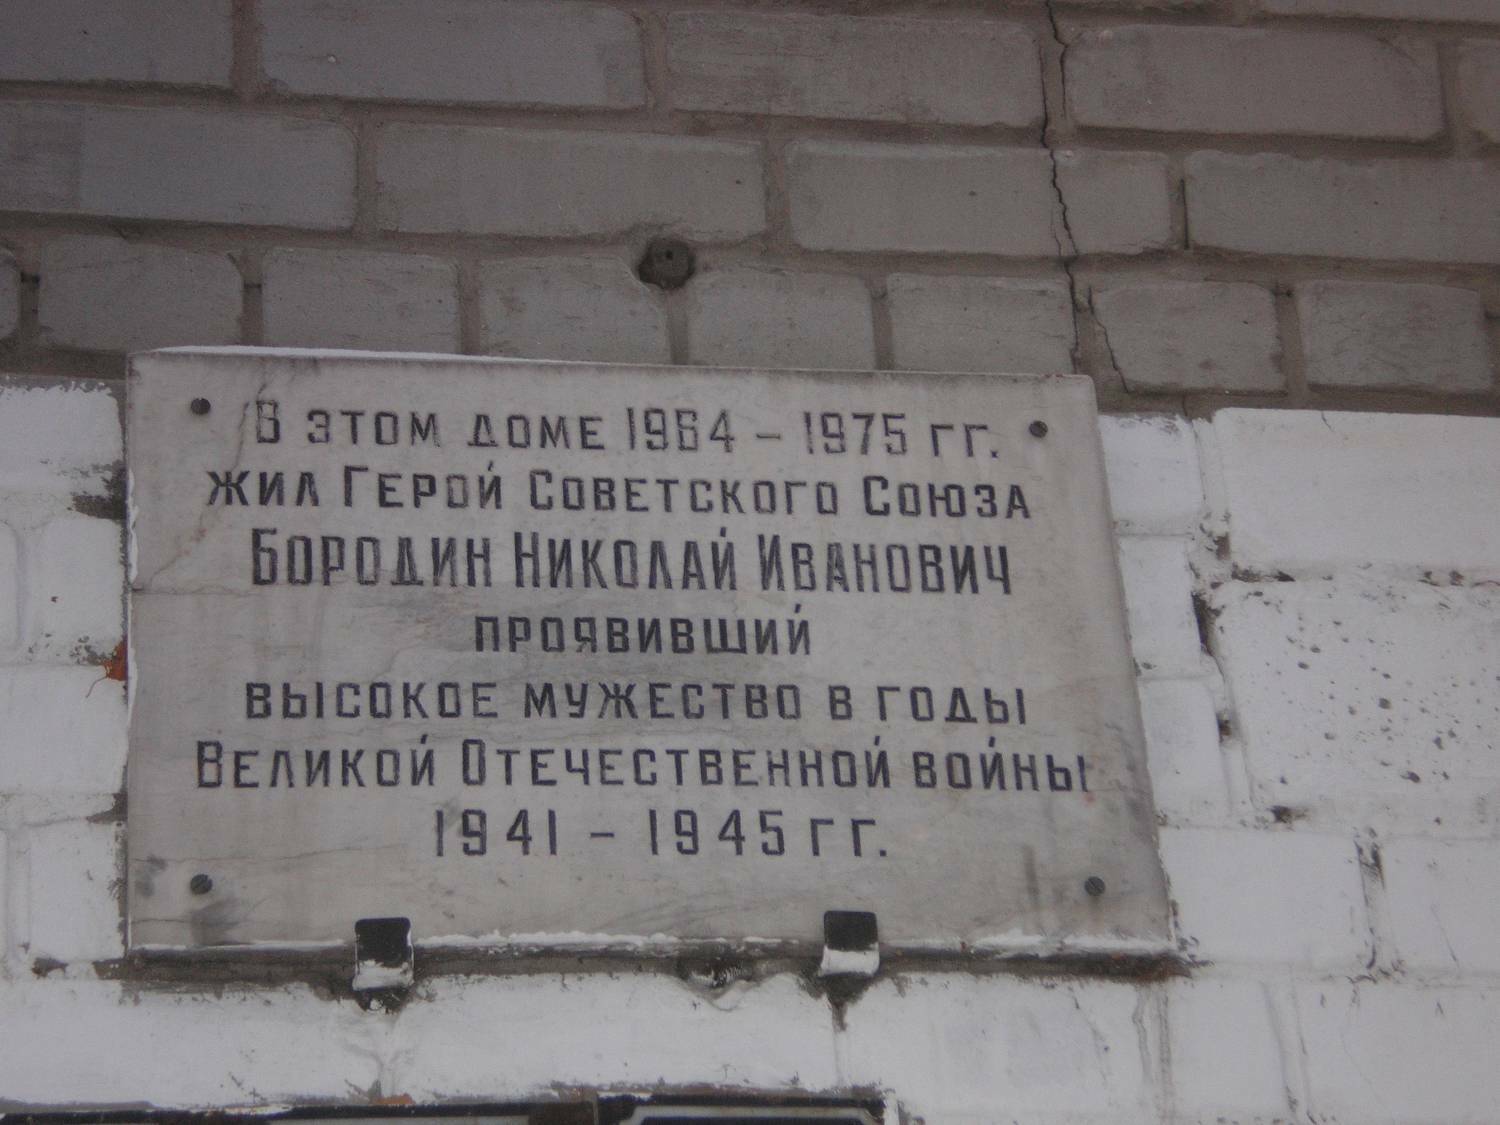 В этом доме 1964 – 1975 гг.
жил Герой Советского Союза
Бородин Николай Иванович
проявивший
высокое мужество в годы
Великой Отечественной войны
1941 – 1945 гг.